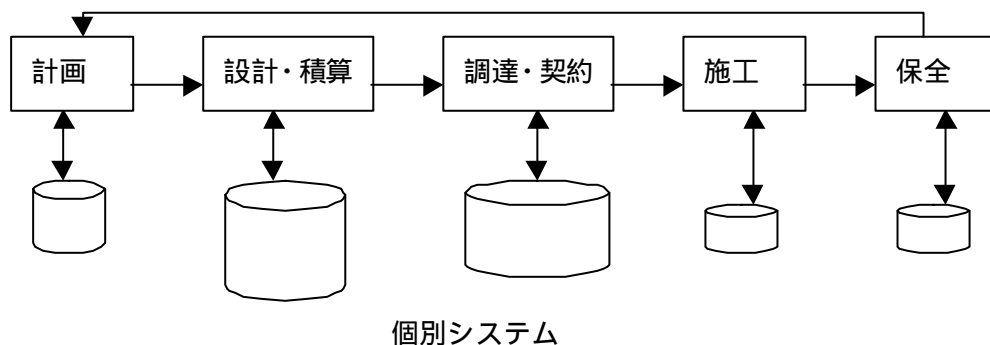 計画
設計・積算
調達・契約
施工
保全
個別システム